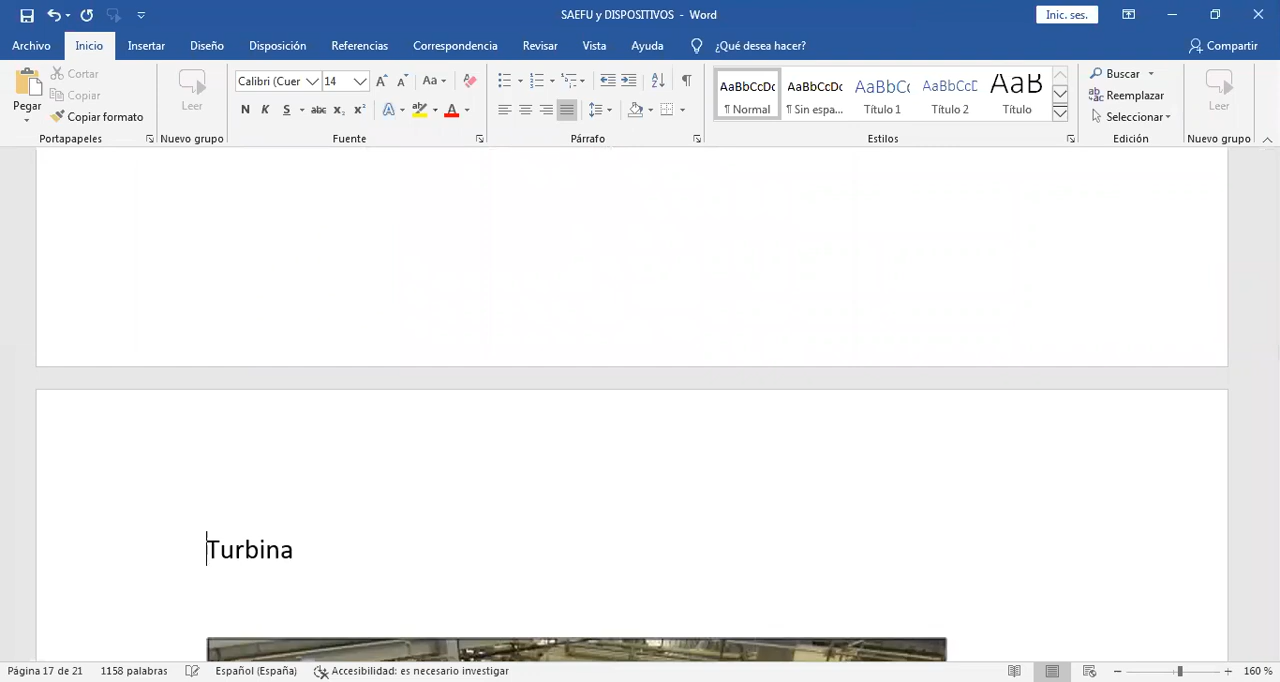 SAEFU y DISPOSITIVOS - Word
Inic. ses.
Archivo Inicio Insertar Diseño Disposición Referencias Correspondencia Revisar Vista Ayuda ¿Qué desea hacer? Compartir
Pegar
Cortar
Copiar
Copiar formato
Portapapeles
Leer
Nuevo grupo
Calibri (Cuer 14
Aa
N K S abc x₂ x² A A
Fuente
Párrafo
AaBbCcDc AaBbCcDc AaBbCc AaBbCcD AaB
¶ Normal ¶ Sin espa... Título 1 Título 2 Título
Estilos
Buscar
Reemplazar
Seleccionar
Edición
Leer
Nuevo grupo
Turbina
Página 17 de 21 1158 palabras Español (España) Accesibilidad: es necesario investigar 160 %